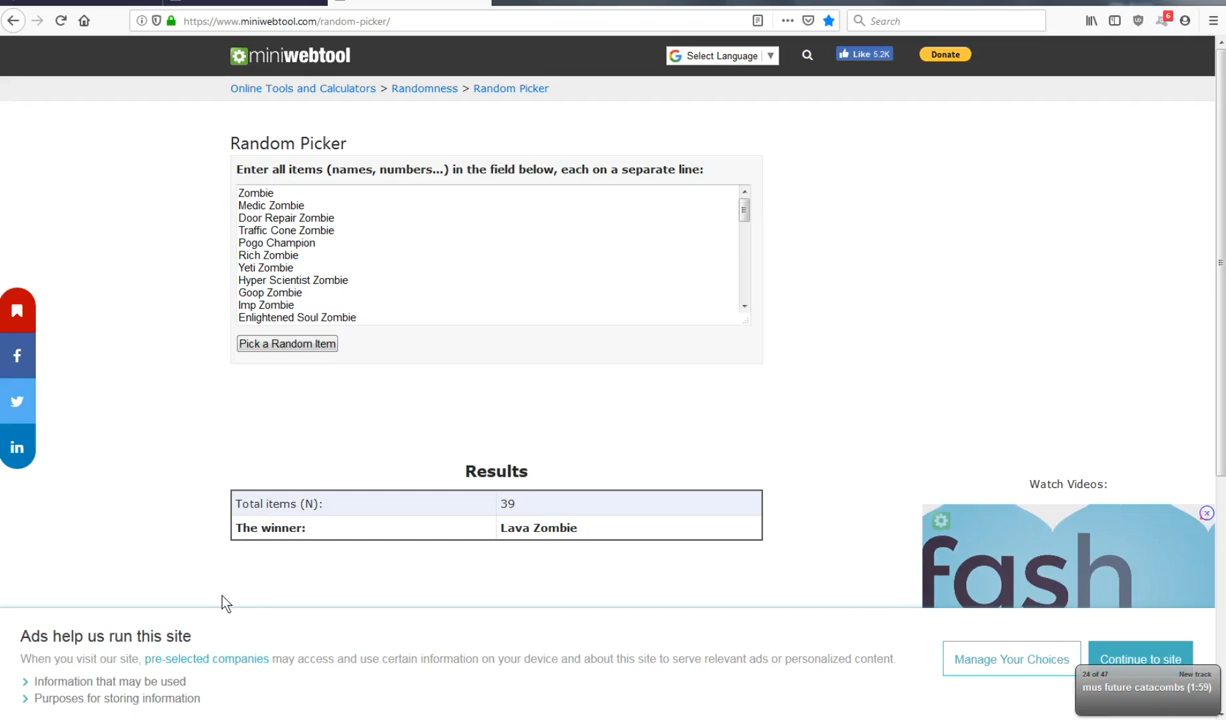 https://www.miniwebtool.com/random-picker/
Search
6
miniwebtool
Select Language
Like 5.2K
Donate
Online Tools and Calculators > Randomness > Random Picker
Random Picker
Enter all items (names, numbers...) in the field below, each on a separate line:
Zombie
Medic Zombie
Door Repair Zombie
Traffic Cone Zombie
Pogo Champion
Rich Zombie
Yeti Zombie
Hyper Scientist Zombie
Goop Zombie
Imp Zombie
Enlightened Soul Zombie
Pick a Random Item
Results
Total items (N): 39
The winner: Lava Zombie
Watch Videos:
fash
Ads help us run this site
When you visit our site, pre-selected companies may access and use certain information on your device and about this site to serve relevant ads or personalized content.
Information that may be used
Purposes for storing information
Manage Your Choices
Continue to site
24 of 47 New track
mus future catacombs (1:59)